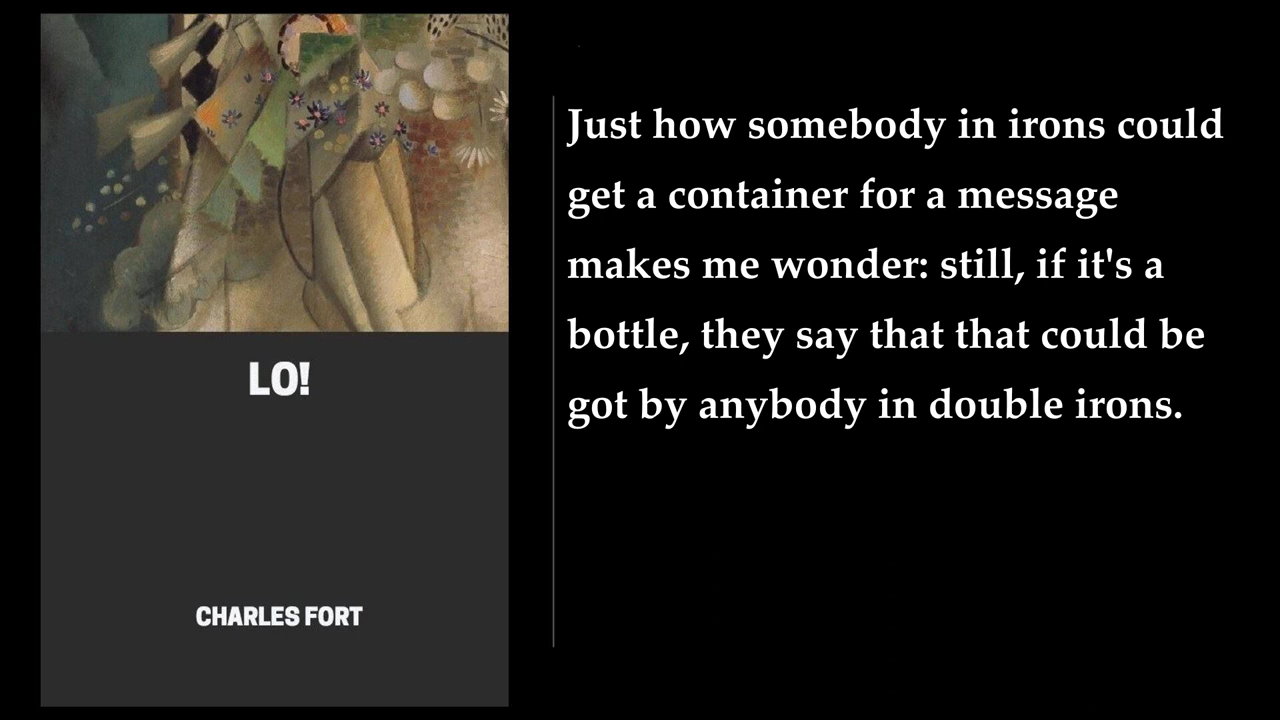 LO!
CHARLES FORT
Just how somebody in irons could
get a container for a message
makes me wonder: still, if it's a
bottle, they say that that could be
got by anybody in double irons.